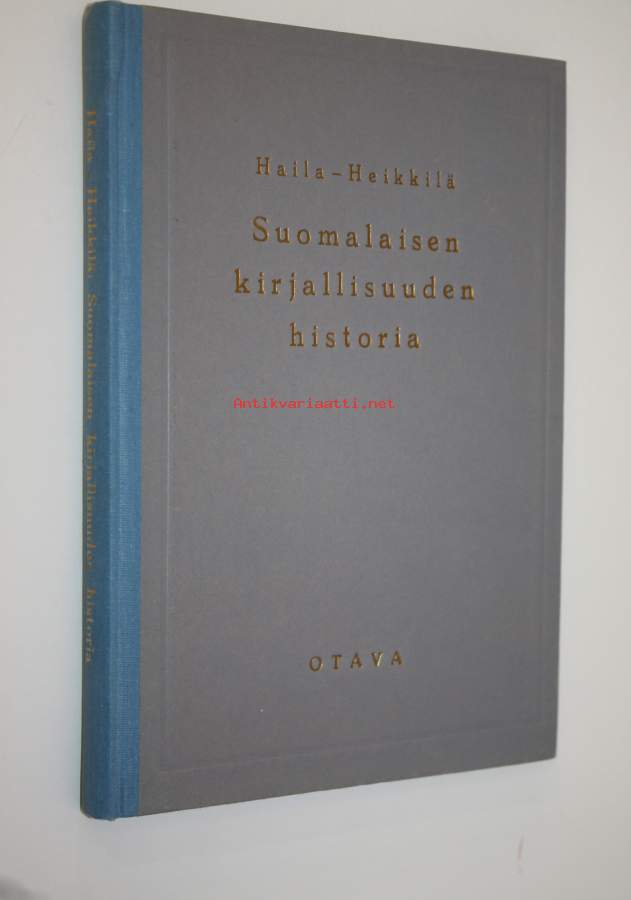 Haila – Heikkilä
Suomalaisen
kirjallisuuden
historia
Antikvariaatti.net
OTAVA
Haila – Heikkilä, Suomalaisen kirjallisuuden historia